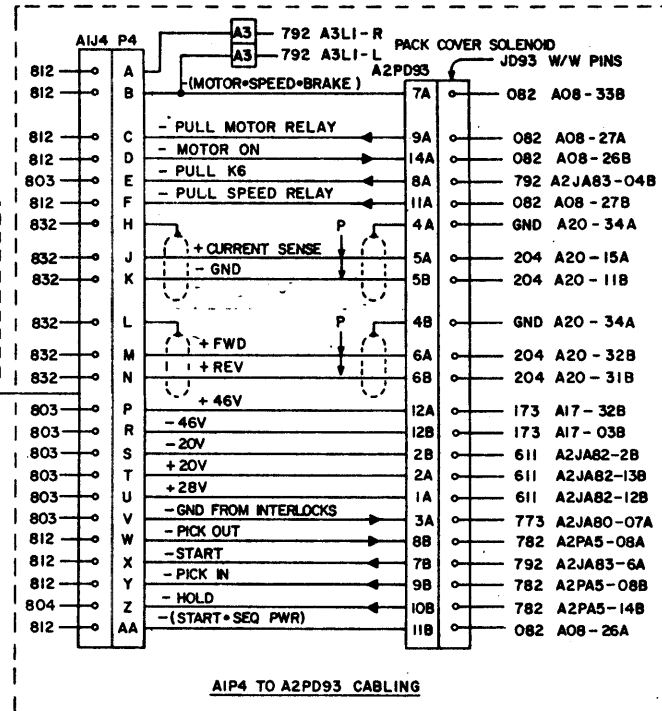 A3 792 A3L1-R
A3 792 A3L1-L
PACK COVER SOLENOID
A1J4 P4 A2PD93 JD93 W/W PINS
812 A
812 B -(MOTOR•SPEED•BRAKE) 7A 082 A08-33B
812 C - PULL MOTOR RELAY 9A 082 A08-27A
812 D - MOTOR ON 14A 082 A08-26B
803 E - PULL K6 8A 792 A2JA83-04B
812 F - PULL SPEED RELAY 11A 082 A08-27B
832 H P 4A GND A20-34A
832 J + CURRENT SENSE 5A 204 A20-15A
832 K - GND 5B 204 A20-11B
832 L P 4B GND A20-34A
832 M + FWD 6A 204 A20-32B
832 N + REV 6B 204 A20-31B
803 P + 46V 12A 173 A17-32B
803 R - 46V 12B 173 A17-03B
803 S -20V 2B 611 A2JA82-2B
803 T +20V 2A 611 A2JA82-13B
803 U +28V 1A 611 A2JA82-12B
803 V -GND FROM INTERLOCKS 3A 773 A2JA80-07A
812 W -PICK OUT 8B 782 A2PA5-08A
812 X -START 7B 792 A2JA83-6A
812 Y - PICK IN 9B 782 A2PA5-08B
804 Z - HOLD 10B 782 A2PA5-14B
812 AA -(START•SEQ PWR) 11B 082 A08-26A
A1P4 TO A2PD93 CABLING